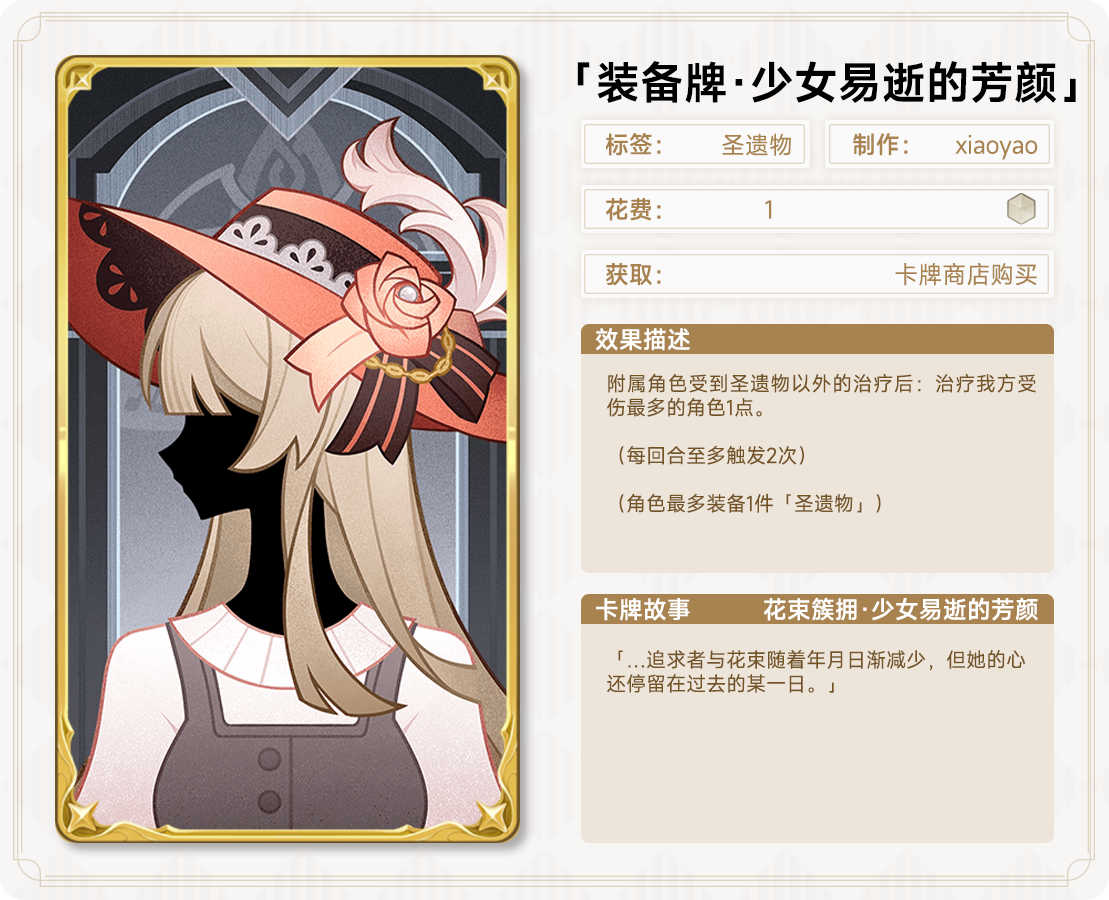 「装备牌·少女易逝的芳颜」
标签： 圣遗物 制作： xiaoyao
花费： 1
获取： 卡牌商店购买
效果描述
附属角色受到圣遗物以外的治疗后：治疗我方受
伤最多的角色1点。
（每回合至多触发2次）
（角色最多装备1件「圣遗物」）
卡牌故事 花束簇拥·少女易逝的芳颜
「…追求者与花束随着年月日渐减少，但她的心
还停留在过去的某一日。」